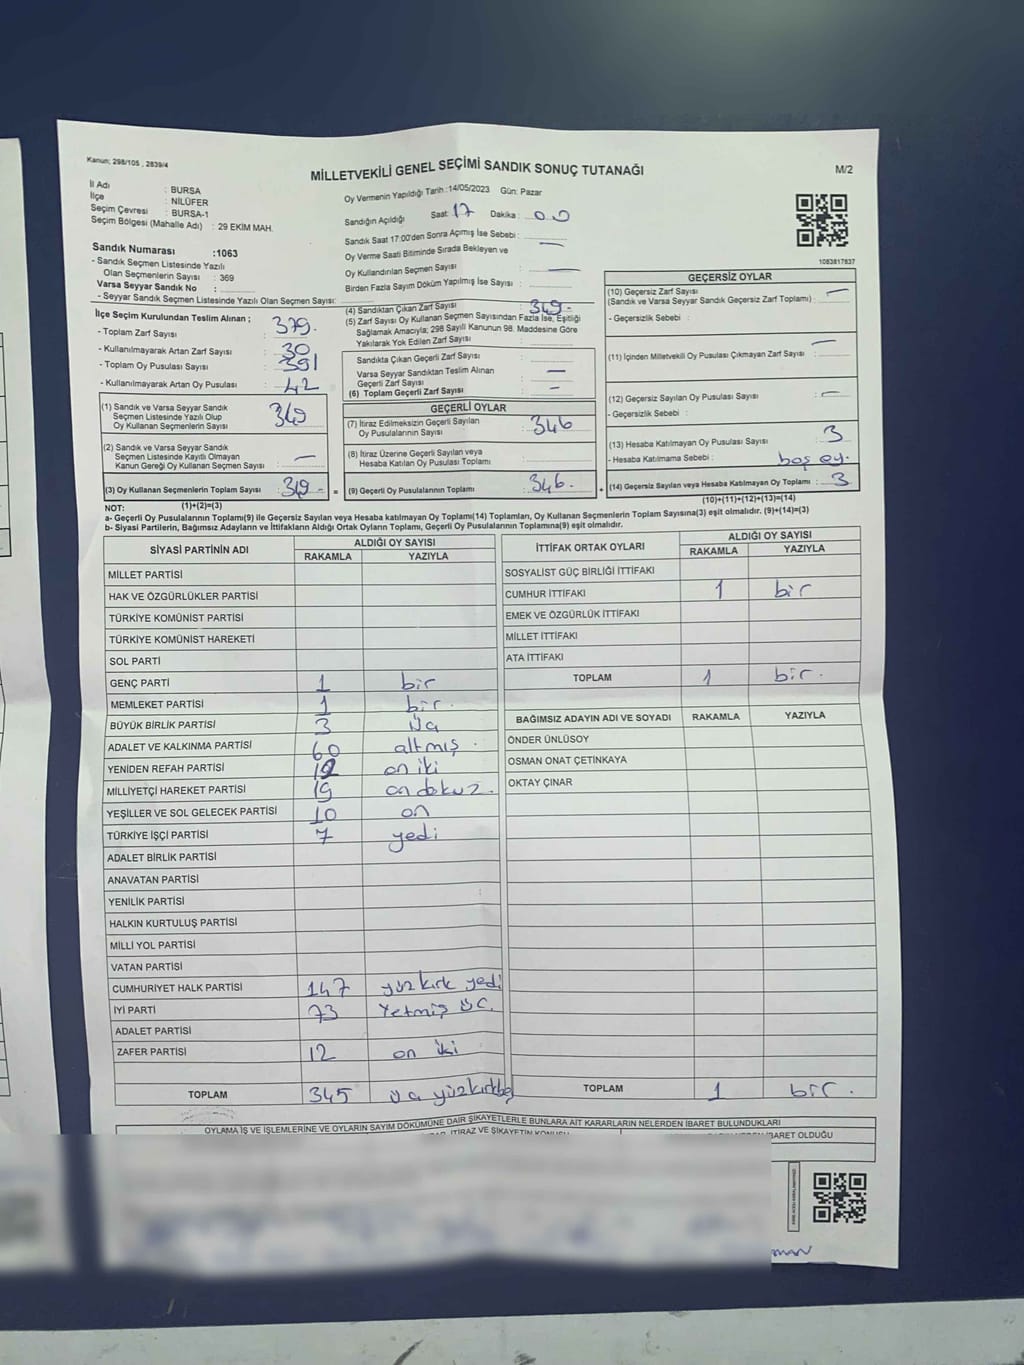 Kanun; 298/105 , 2839/4
MİLLETVEKİLİ GENEL SEÇİMİ SANDIK SONUÇ TUTANAĞI
M/2
İl Adı : BURSA
İlçe : NİLÜFER
Seçim Çevresi : BURSA-1
Seçim Bölgesi (Mahalle Adı) : 29 EKİM MAH.
Oy Vermenin Yapıldığı Tarih :14/05/2023 Gün: Pazar
Sandığın Açıldığı Saat: 17 Dakika : 00
Sandık Saat 17:00'den Sonra Açılmış İse Sebebi :
Oy Verme Saati Bitiminde Sırada Bekleyen ve
Oy Kullandırılan Seçmen Sayısı : —
Birden Fazla Sayım Döküm Yapılmış İse Sayısı :
Sandık Numarası :1063
- Sandık Seçmen Listesinde Yazılı
Olan Seçmenlerin Sayısı : 369
Varsa Seyyar Sandık No :
- Seyyar Sandık Seçmen Listesinde Yazılı Olan Seçmen Sayısı:
1063817637
İlçe Seçim Kurulundan Teslim Alınan ;
- Toplam Zarf Sayısı : 379.
- Kullanılmayarak Artan Zarf Sayısı : 30
- Toplam Oy Pusulası Sayısı : 391
- Kullanılmayarak Artan Oy Pusulası : 42
(1) Sandık ve Varsa Seyyar Sandık
Seçmen Listesinde Yazılı Olup
Oy Kullanan Seçmenlerin Sayısı : 349
(2) Sandık ve Varsa Seyyar Sandık
Seçmen Listesinde Kayıtlı Olmayan
Kanun Gereği Oy Kullanan Seçmen Sayısı : —
(3) Oy Kullanan Seçmenlerin Toplam Sayısı : 349 -
(4) Sandıktan Çıkan Zarf Sayısı : 349-
(5) Zarf Sayısı Oy Kullanan Seçmen Sayısından Fazla İse, Eşitliği
Sağlamak Amacıyla; 298 Sayılı Kanunun 98. Maddesine Göre
Yakılarak Yok Edilen Zarf Sayısı :
Sandıkta Çıkan Geçerli Zarf Sayısı :
Varsa Seyyar Sandıktan Teslim Alınan
Geçerli Zarf Sayısı : —
(6) Toplam Geçerli Zarf Sayısı : -
GEÇERLİ OYLAR
(7) İtiraz Edilmeksizin Geçerli Sayılan
Oy Pusulalarının Sayısı : 346
(8) İtiraz Üzerine Geçerli Sayılan veya
Hesaba Katılan Oy Pusulası Toplamı :
= (9) Geçerli Oy Pusulalarının Toplamı : 346.
GEÇERSİZ OYLAR
(10) Geçersiz Zarf Sayısı : —
(Sandık ve Varsa Seyyar Sandık Geçersiz Zarf Toplamı)
- Geçersizlik Sebebi :
(11) İçinden Milletvekili Oy Pusulası Çıkmayan Zarf Sayısı : —
(12) Geçersiz Sayılan Oy Pusulası Sayısı : —
- Geçersizlik Sebebi :
(13) Hesaba Katılmayan Oy Pusulası Sayısı : 3
- Hesaba Katılmama Sebebi : boş oy.
+ (14) Geçersiz Sayılan veya Hesaba Katılmayan Oy Toplamı : 3
NOT: (1)+(2)=(3)
(10)+(11)+(12)+(13)=(14)
a- Geçerli Oy Pusulalarının Toplamı(9) ile Geçersiz Sayılan veya Hesaba katılmayan Oy Toplamı(14) Toplamları, Oy Kullanan Seçmenlerin Toplam Sayısına(3) eşit olmalıdır. (9)+(14)=(3)
b- Siyasi Partilerin, Bağımsız Adayların ve İttifakların Aldığı Ortak Oyların Toplamı, Geçerli Oy Pusulalarının Toplamına(9) eşit olmalıdır.
SİYASİ PARTİNİN ADI ALDIĞI OY SAYISI
RAKAMLA YAZIYLA
MİLLET PARTİSİ
HAK VE ÖZGÜRLÜKLER PARTİSİ
TÜRKİYE KOMÜNİST PARTİSİ
TÜRKİYE KOMÜNİST HAREKETİ
SOL PARTİ
GENÇ PARTİ 1 bir
MEMLEKET PARTİSİ 1 bir.
BÜYÜK BİRLİK PARTİSİ 3 üç
ADALET VE KALKINMA PARTİSİ 60 altmış .
YENİDEN REFAH PARTİSİ 12 on iki
MİLLİYETÇİ HAREKET PARTİSİ 19 on dokuz.
YEŞİLLER VE SOL GELECEK PARTİSİ 10 on
TÜRKİYE İŞÇİ PARTİSİ 7 yedi
ADALET BİRLİK PARTİSİ
ANAVATAN PARTİSİ
YENİLİK PARTİSİ
HALKIN KURTULUŞ PARTİSİ
MİLLİ YOL PARTİSİ
VATAN PARTİSİ
CUMHURİYET HALK PARTİSİ 147 yüz kırk yedi
İYİ PARTİ 73 Yetmiş üç.
ADALET PARTİSİ
ZAFER PARTİSİ 12 on iki
TOPLAM 345 üç yüzkırkbeş
İTTİFAK ORTAK OYLARI ALDIĞI OY SAYISI
RAKAMLA YAZIYLA
SOSYALİST GÜÇ BİRLİĞİ İTTİFAKI
CUMHUR İTTİFAKI 1 bir
EMEK VE ÖZGÜRLÜK İTTİFAKI
MİLLET İTTİFAKI
ATA İTTİFAKI
TOPLAM 1 bir.
BAĞIMSIZ ADAYIN ADI VE SOYADI RAKAMLA YAZIYLA
ÖNDER ÜNLÜSOY
OSMAN ONAT ÇETİNKAYA
OKTAY ÇINAR
TOPLAM 1 bir.
OYLAMA İŞ VE İŞLEMLERİNE VE OYLARIN SAYIM DÖKÜMÜNE DAİR ŞİKAYETLERLE BUNLARA AİT KARARLARIN NELERDEN İBARET BULUNDUKLARI
İTİRAZ VE ŞİKAYETİN KONUSU
İBARET OLDUĞU